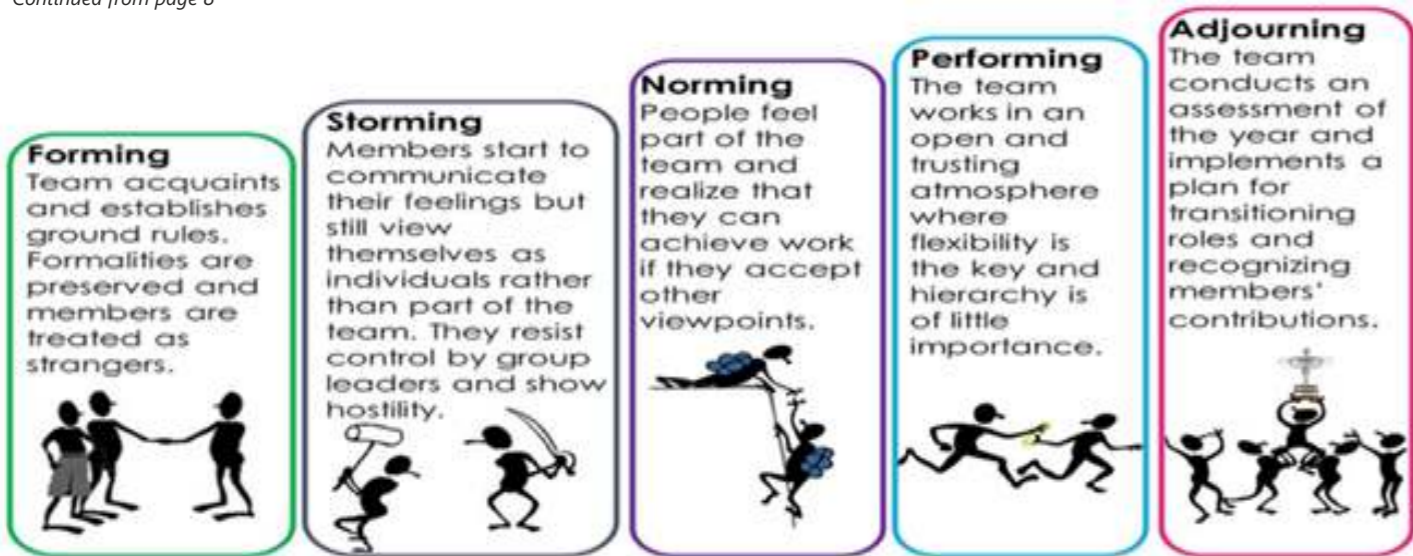 Continued from page 8
Forming
Team acquaints
and establishes
ground rules.
Formalities are
preserved and
members are
treated as
strangers.
Storming
Members start to
communicate
their feelings but
still view
themselves as
individuals rather
than part of the
team. They resist
control by group
leaders and show
hostility.
Norming
People feel
part of the
team and
realize that
they can
achieve work
if they accept
other
viewpoints.
Performing
The team
works in an
open and
trusting
atmosphere
where
flexibility is
the key and
hierarchy is
of little
importance.
Adjourning
The team
conducts an
assessment of
the year and
implements a
plan for
transitioning
roles and
recognizing
members'
contributions.